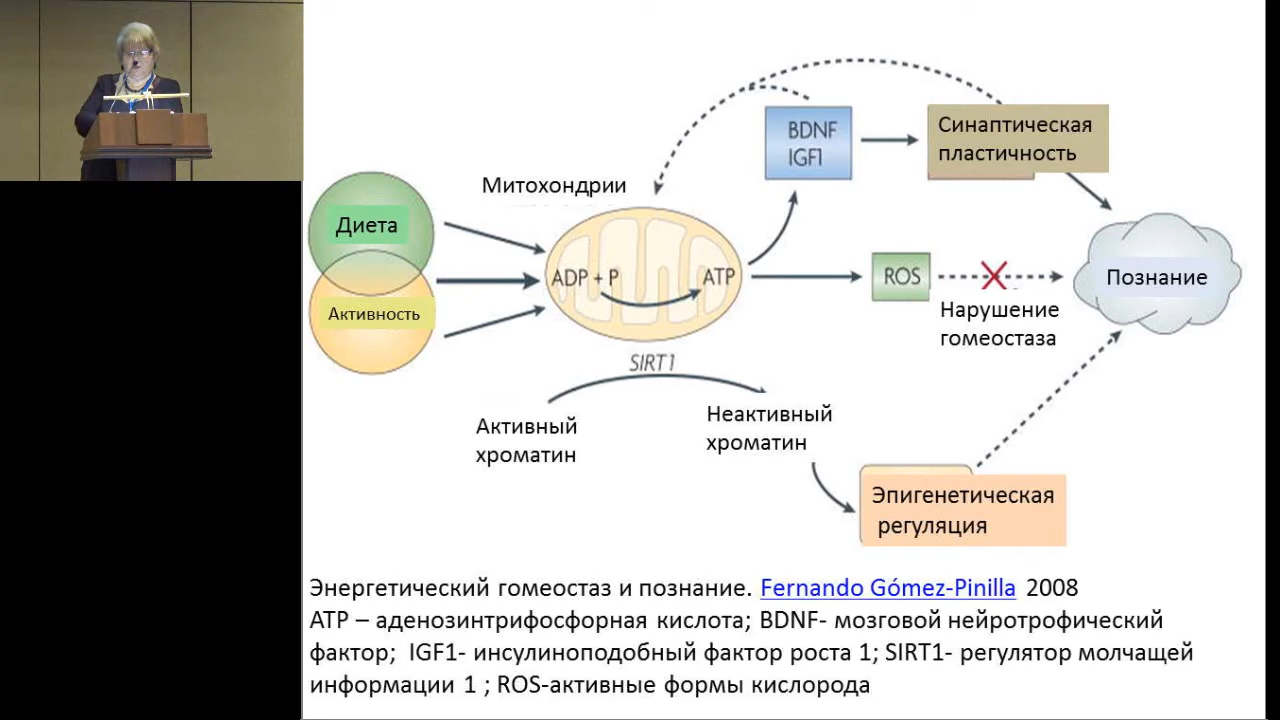 BDNF
IGF1
Синаптическая
пластичность
Митохондрии
Диета
Активность
ADP + P
ATP
ROS
Познание
Нарушение
гомеостаза
SIRT1
Активный
хроматин
Неактивный
хроматин
Эпигенетическая
регуляция
Энергетический гомеостаз и познание. Fernando Gómez-Pinilla 2008
ATP – аденозинтрифосфорная кислота; BDNF- мозговой нейротрофический
фактор; IGF1- инсулиноподобный фактор роста 1; SIRT1- регулятор молчащей
информации 1 ; ROS-активные формы кислорода